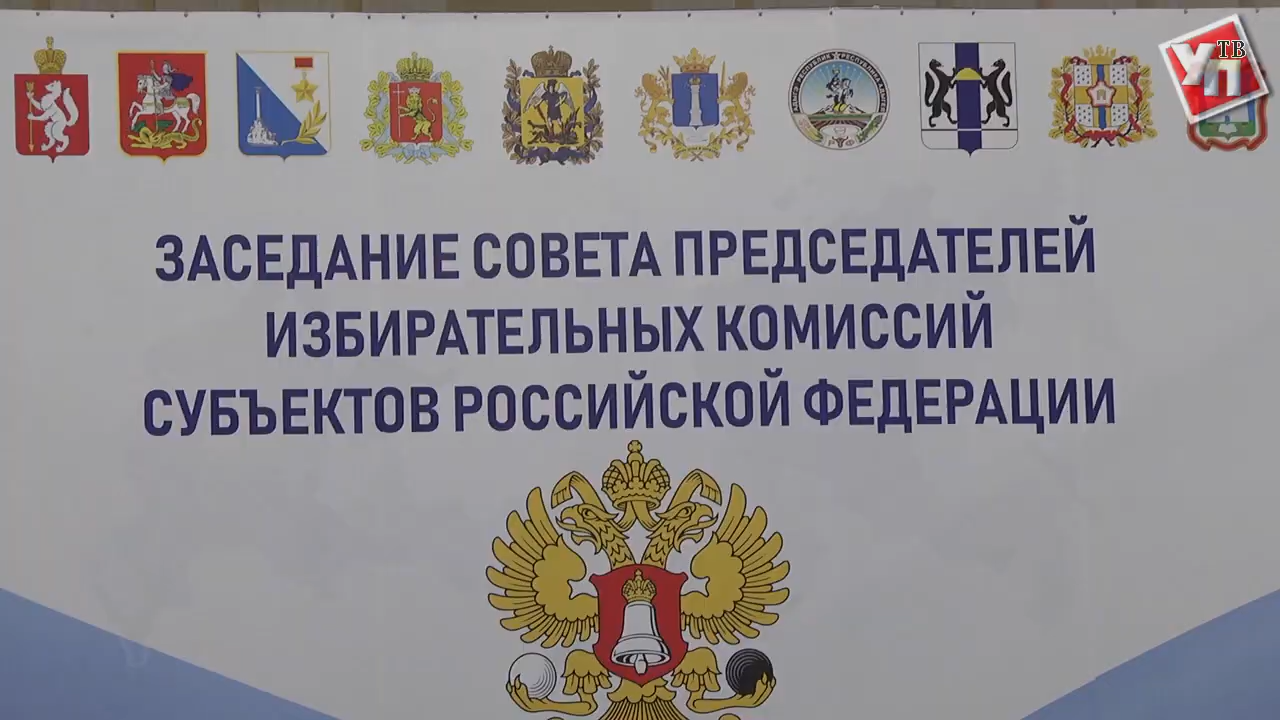 ТВ
УП
ЗАСЕДАНИЕ СОВЕТА ПРЕДСЕДАТЕЛЕЙ
ИЗБИРАТЕЛЬНЫХ КОМИССИЙ
СУБЪЕКТОВ РОССИЙСКОЙ ФЕДЕРАЦИИ